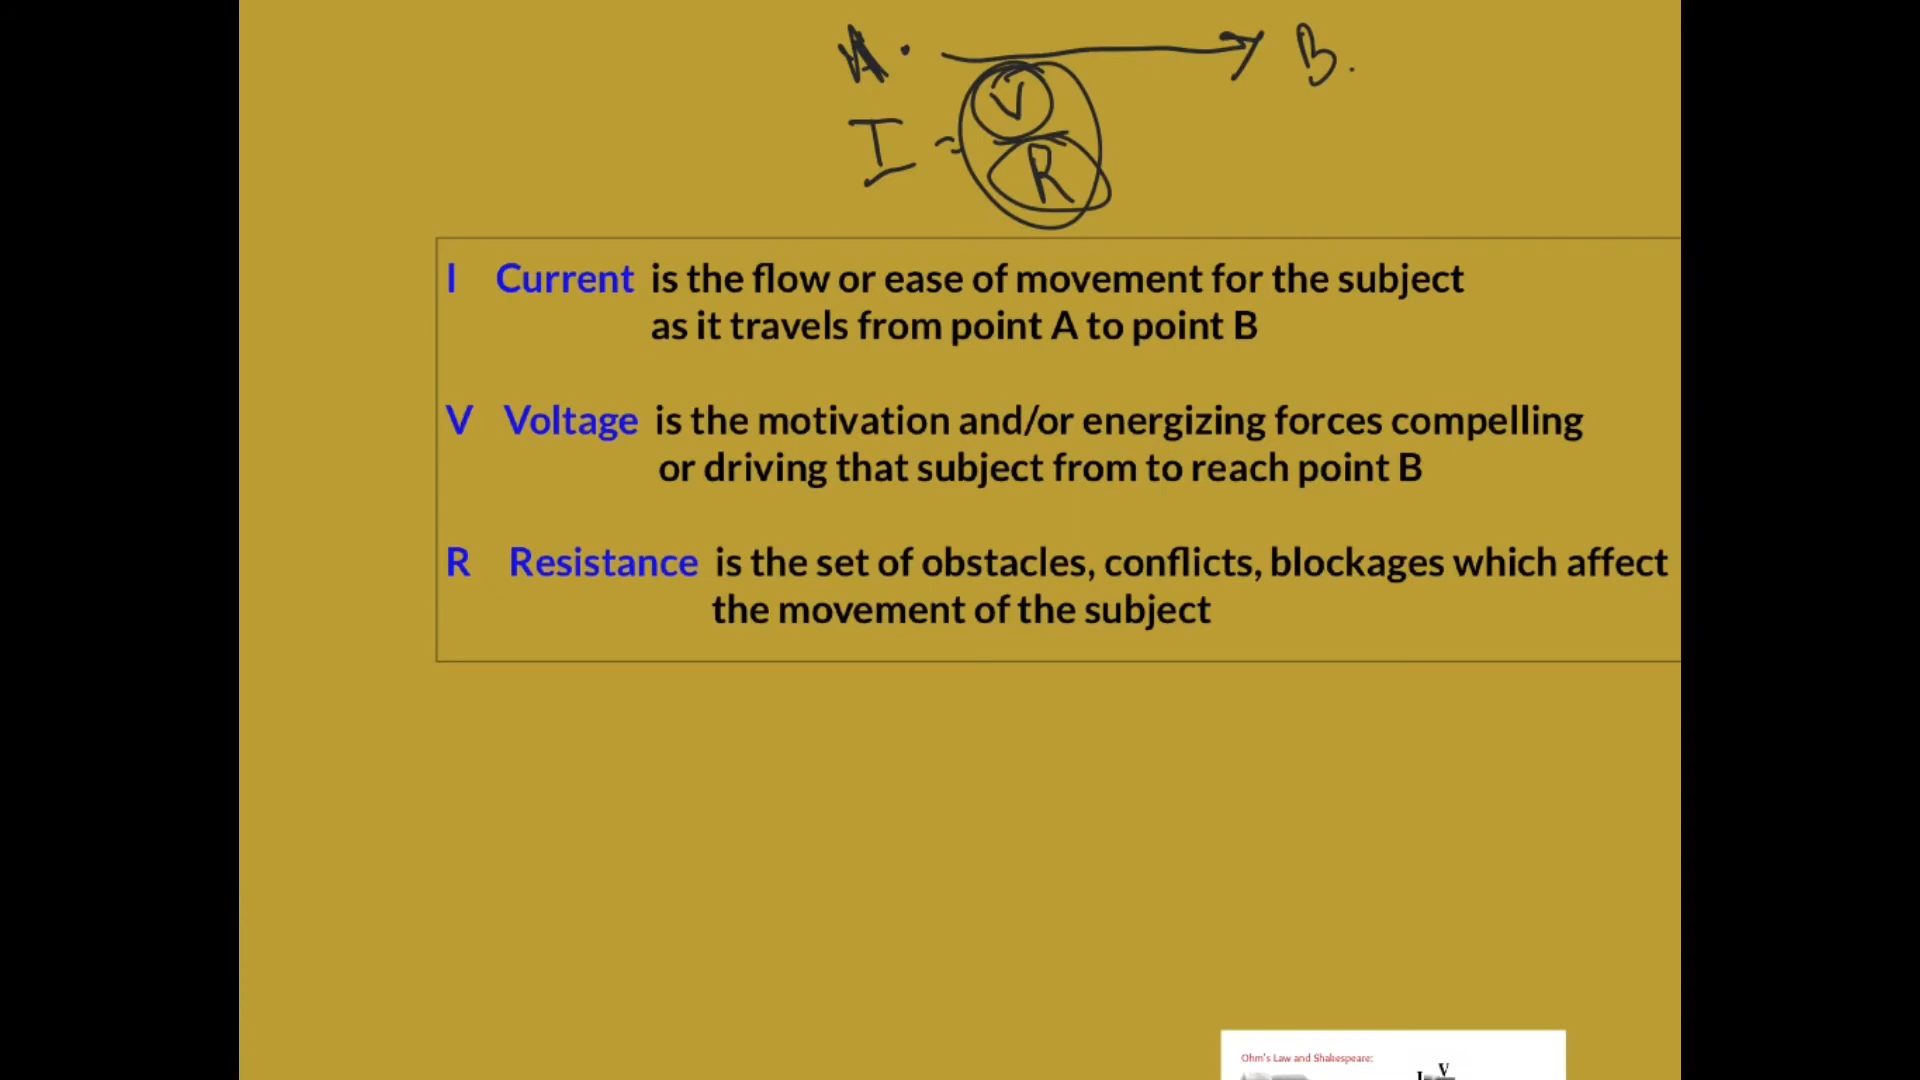 A. B.
I = V
R
I Current is the flow or ease of movement for the subject
as it travels from point A to point B
V Voltage is the motivation and/or energizing forces compelling
or driving that subject from to reach point B
R Resistance is the set of obstacles, conflicts, blockages which affect
the movement of the subject
Ohm's Law and Shakespeare:
V
I